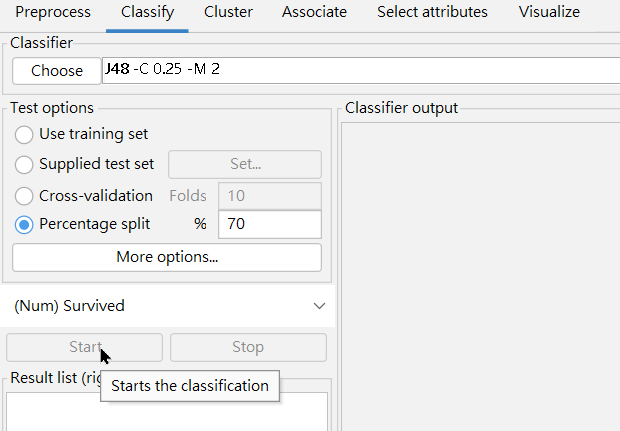 Preprocess Classify Cluster Associate Select attributes Visualize
Classifier
Choose J48 -C 0.25 -M 2
Test options
Classifier output
Use training set
Supplied test set Set...
Cross-validation Folds 10
Percentage split % 70
More options...
(Num) Survived
Start Stop
Result list
Starts the classification